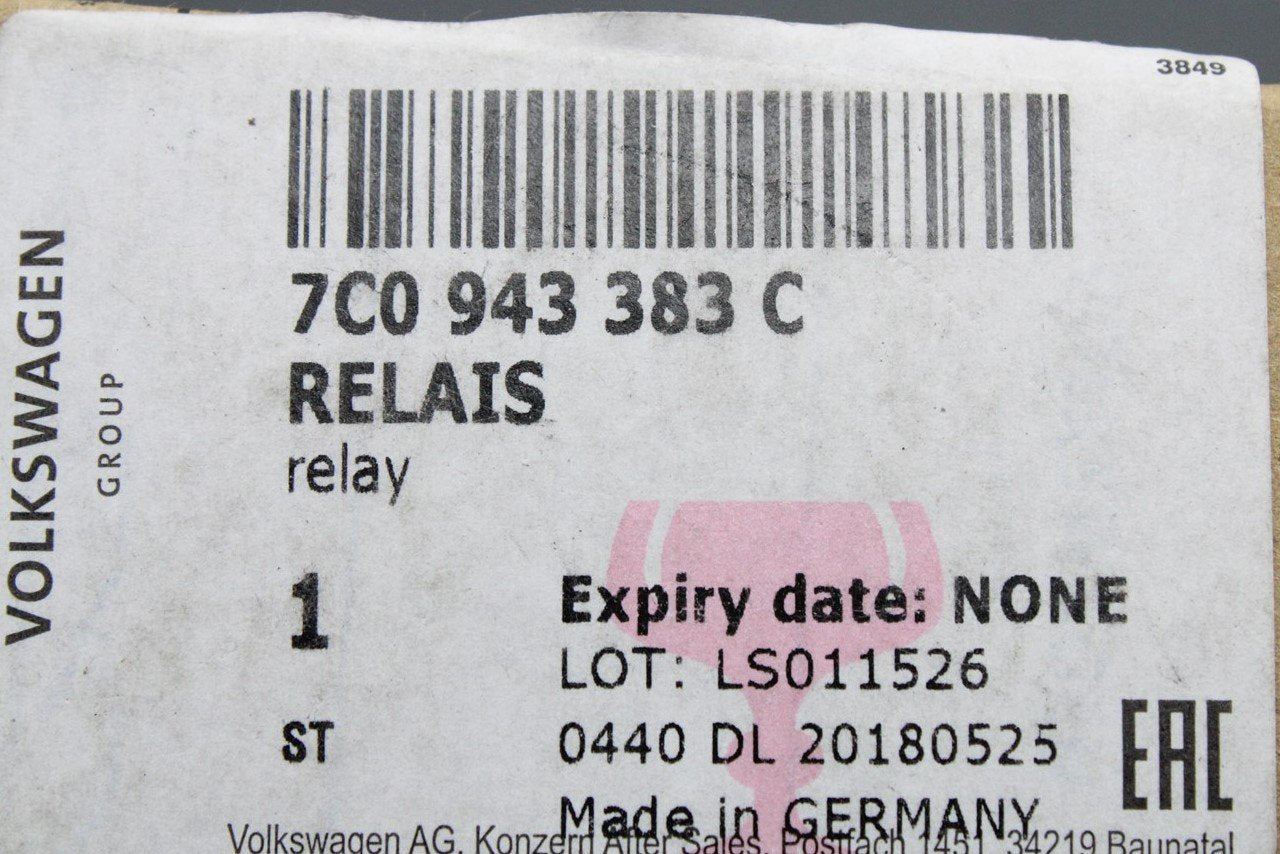 3849
VOLKSWAGEN
GROUP
7C0 943 383 C
RELAIS
relay
1
Expiry date: NONE
LOT: LS011526
ST
0440 DL 20180525
EAC
Made in GERMANY
Volkswagen AG, Konzern After Sales, Postfach 1451, 34219 Baunatal